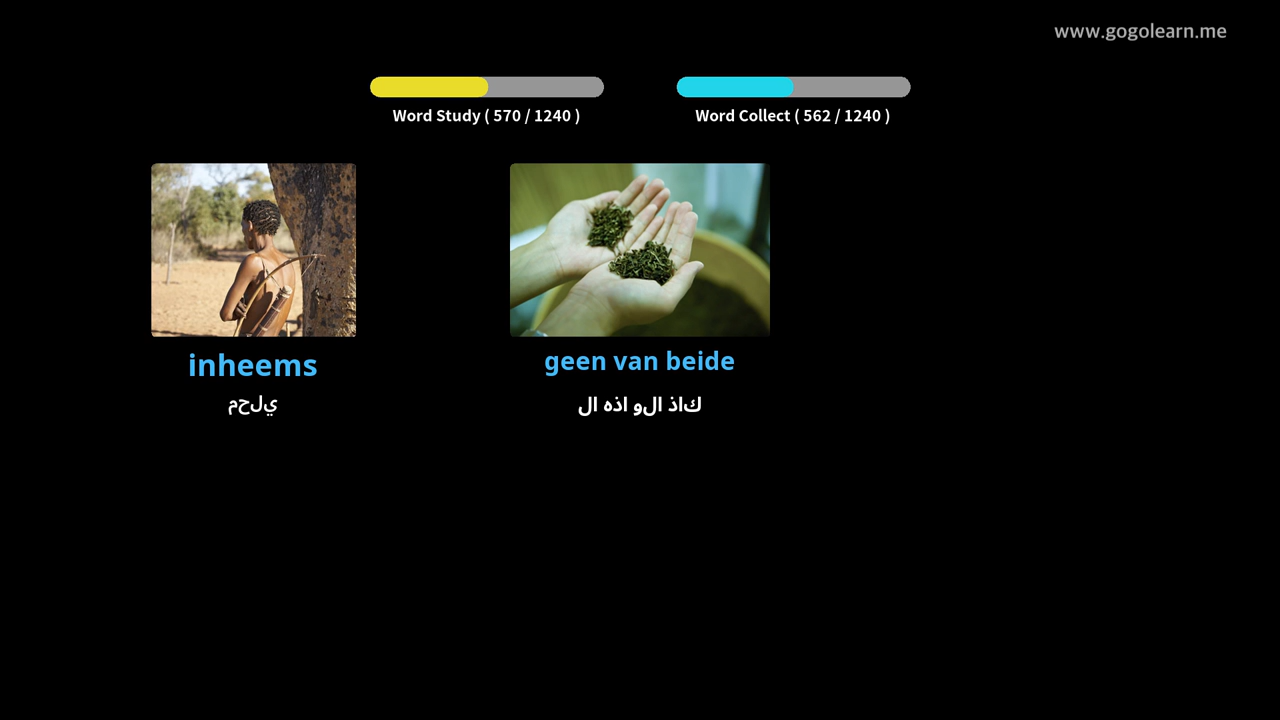 www.gogolearn.me
Word Study ( 570 / 1240 )
Word Collect ( 562 / 1240 )
inheems
يلحم
geen van beide
كاذ الو اذه ال